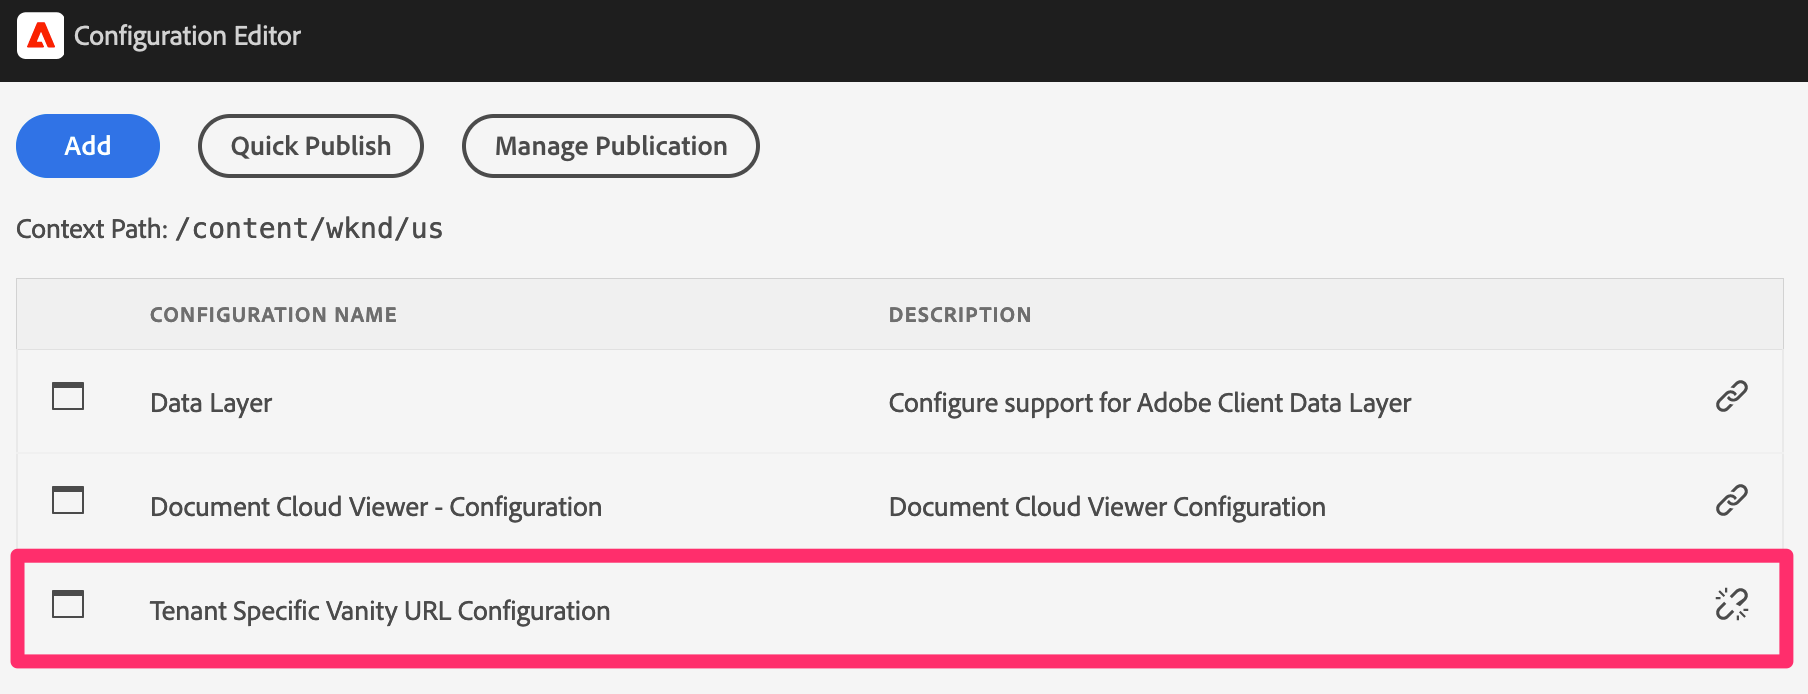 Configuration Editor
Add Quick Publish Manage Publication
Context Path: /content/wknd/us
CONFIGURATION NAME DESCRIPTION
Data Layer Configure support for Adobe Client Data Layer
Document Cloud Viewer - Configuration Document Cloud Viewer Configuration
Tenant Specific Vanity URL Configuration